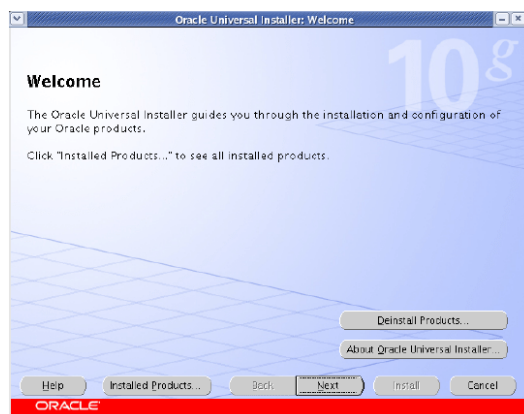 Oracle Universal Installer: Welcome
10g
Welcome
The Oracle Universal Installer guides you through the installation and configuration of
your Oracle products.
Click "Installed Products..." to see all installed products.
Deinstall Products...
About Oracle Universal Installer...
Help
Installed Products...
Back
Next
Install
Cancel
ORACLE